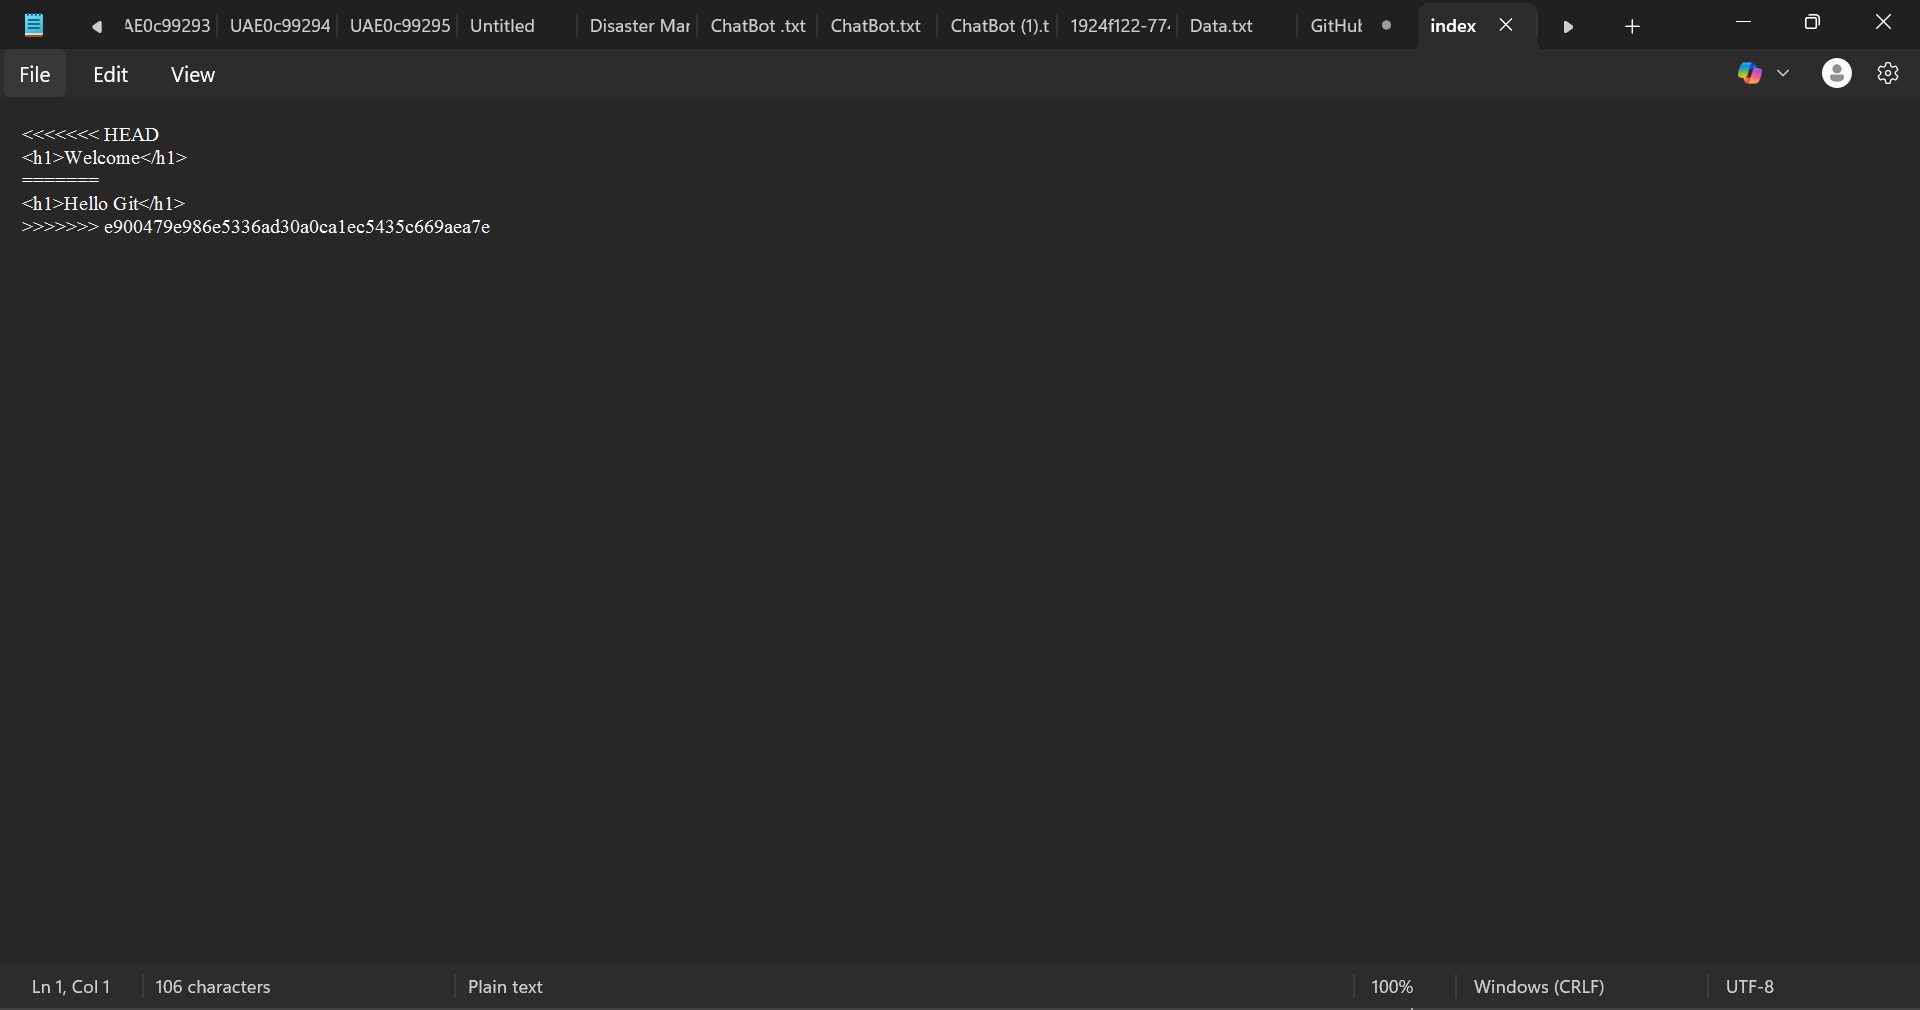 AE0c99293 UAE0c99294 UAE0c99295 Untitled Disaster Mar ChatBot .txt ChatBot.txt ChatBot (1).t 1924f122-774 Data.txt GitHub index
File Edit View
<<<<<<< HEAD
<h1>Welcome</h1>
=======
<h1>Hello Git</h1>
>>>>>>> e900479e986e5336ad30a0ca1ec5435c669aea7e
Ln 1, Col 1 106 characters Plain text 100% Windows (CRLF) UTF-8